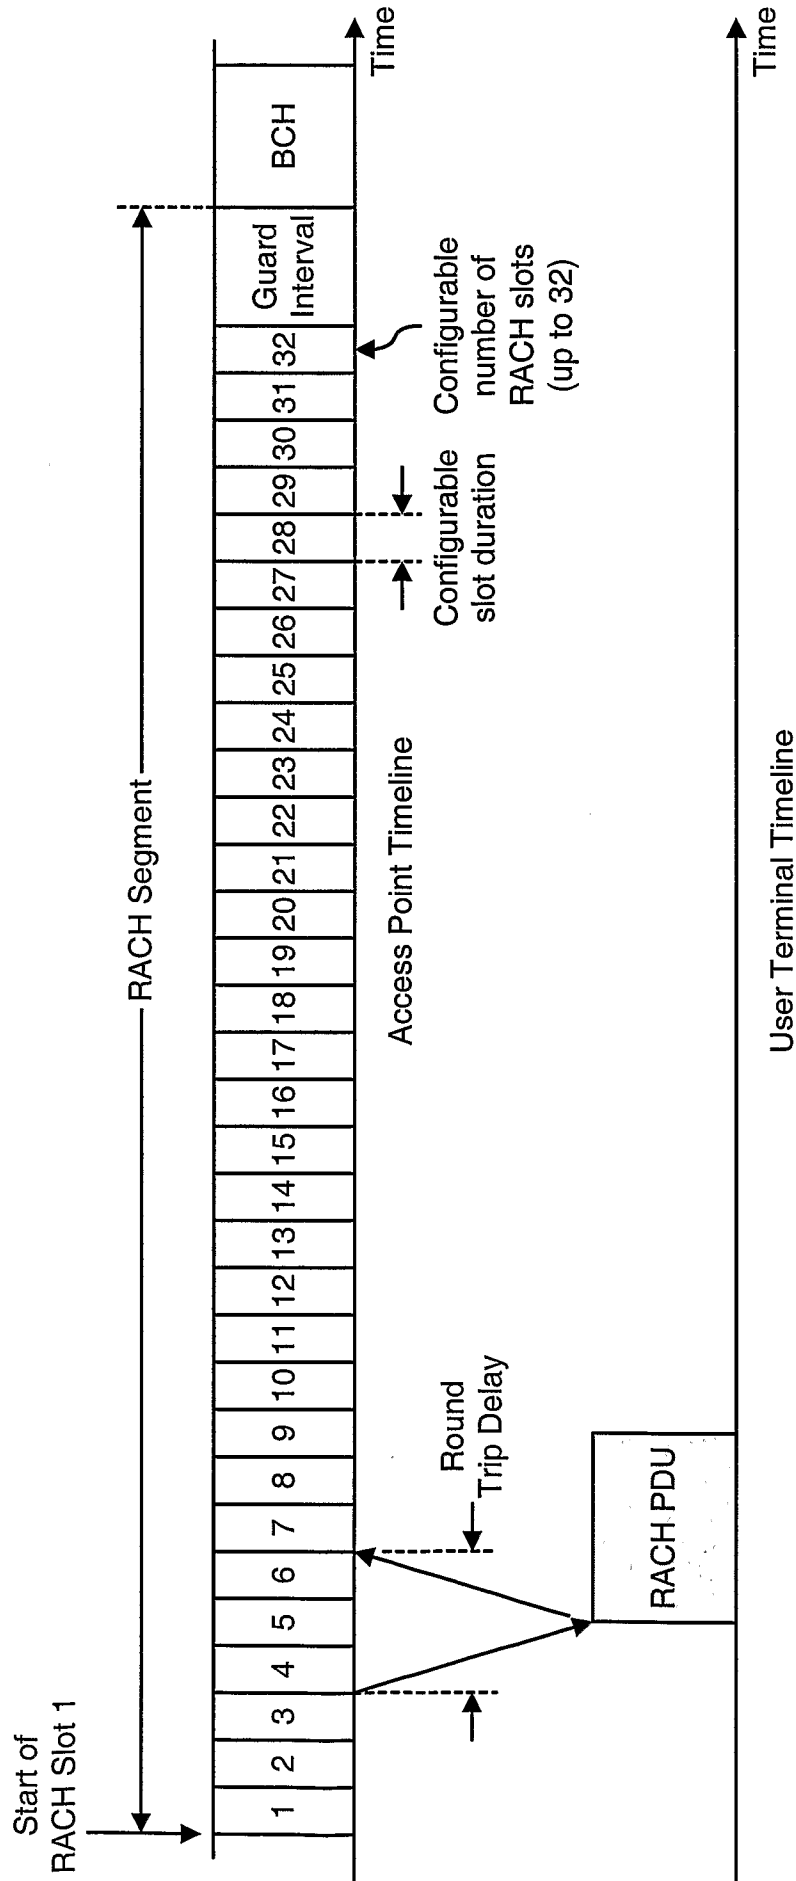 Start of
RACH Slot 1
RACH Segment
1 2 3 4 5 6 7 8 9 10 11 12 13 14 15 16 17 18 19 20 21 22 23 24 25 26 27 28 29 30 31 32
Guard
Interval
BCH
Time
Access Point Timeline
Configurable
slot duration
Configurable
number of
RACH slots
(up to 32)
Round
Trip Delay
RACH PDU
Time
User Terminal Timeline